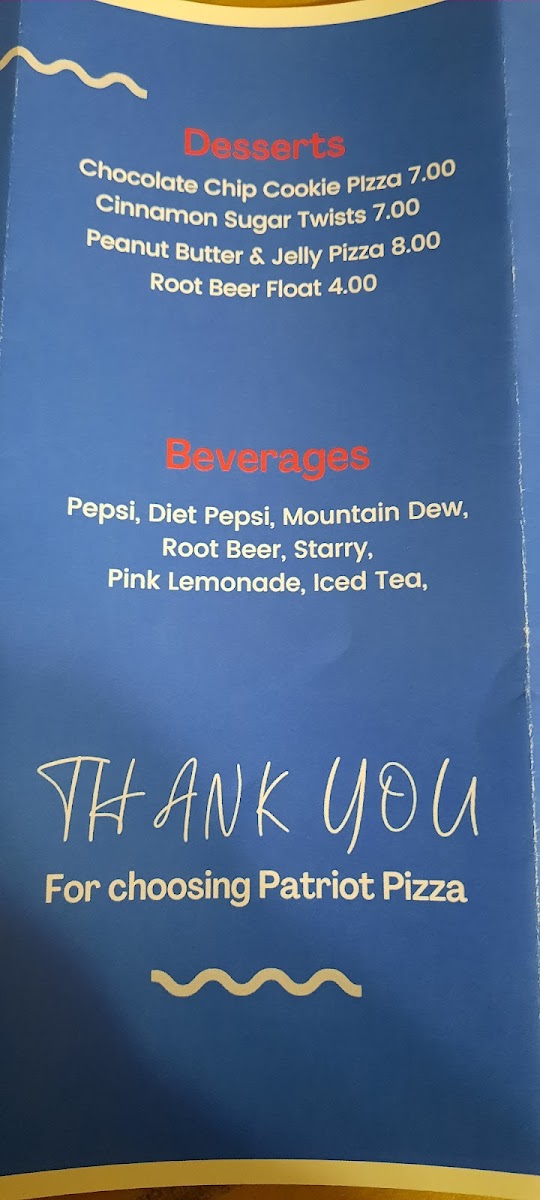 Desserts
Chocolate Chip Cookie PIzza 7.00
Cinnamon Sugar Twists 7.00
Peanut Butter & Jelly Pizza 8.00
Root Beer Float 4.00
Beverages
Pepsi, Diet Pepsi, Mountain Dew,
Root Beer, Starry,
Pink Lemonade, Iced Tea,
THANK YOU
For choosing Patriot Pizza